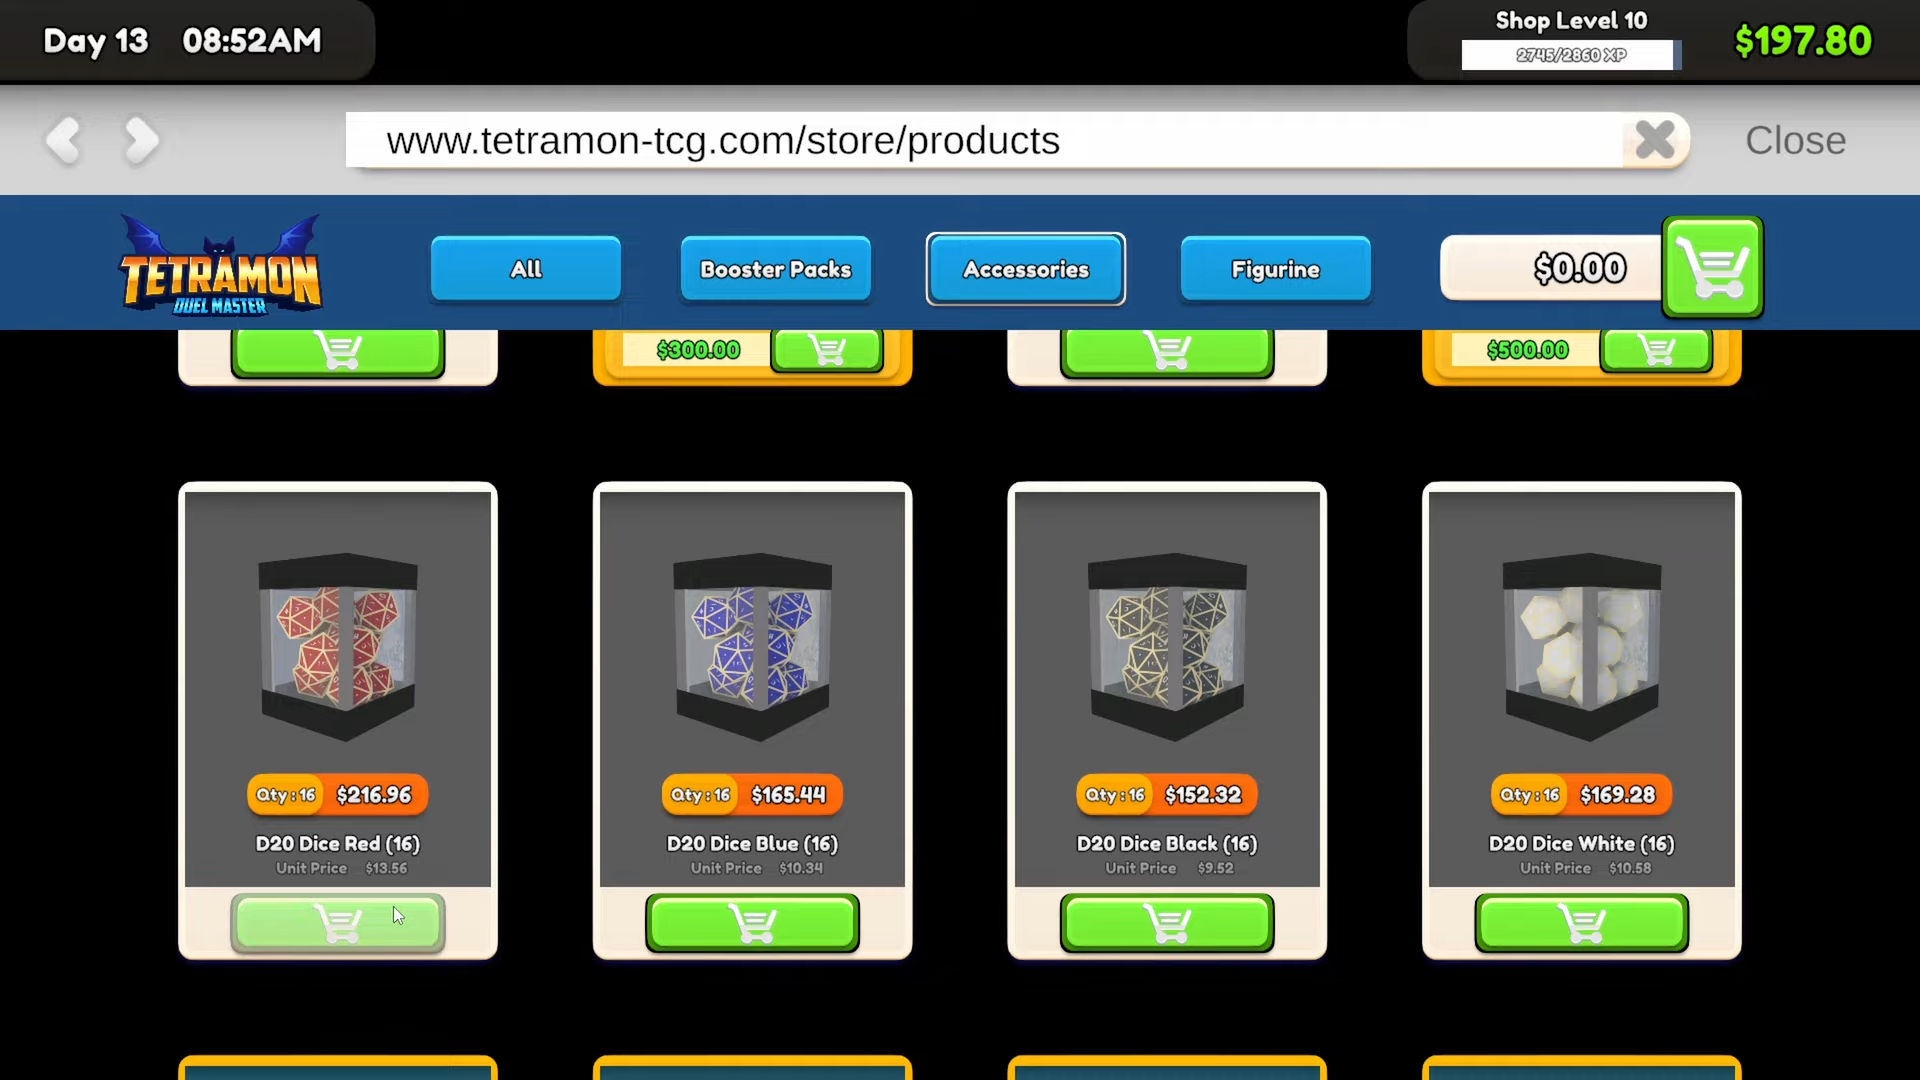 Day 13 08:52AM
Shop Level 10
2745/2860 XP
$197.80
www.tetramon-tcg.com/store/products
Close
TETRAMON
DUEL MASTER
All
Booster Packs
Accessories
Figurine
$0.00
$300.00
$500.00
Qty : 16 $216.96
D20 Dice Red (16)
Unit Price $13.56
Qty : 16 $165.44
D20 Dice Blue (16)
Unit Price $10.34
Qty : 16 $152.32
D20 Dice Black (16)
Unit Price $9.52
Qty : 16 $169.28
D20 Dice White (16)
Unit Price $10.58